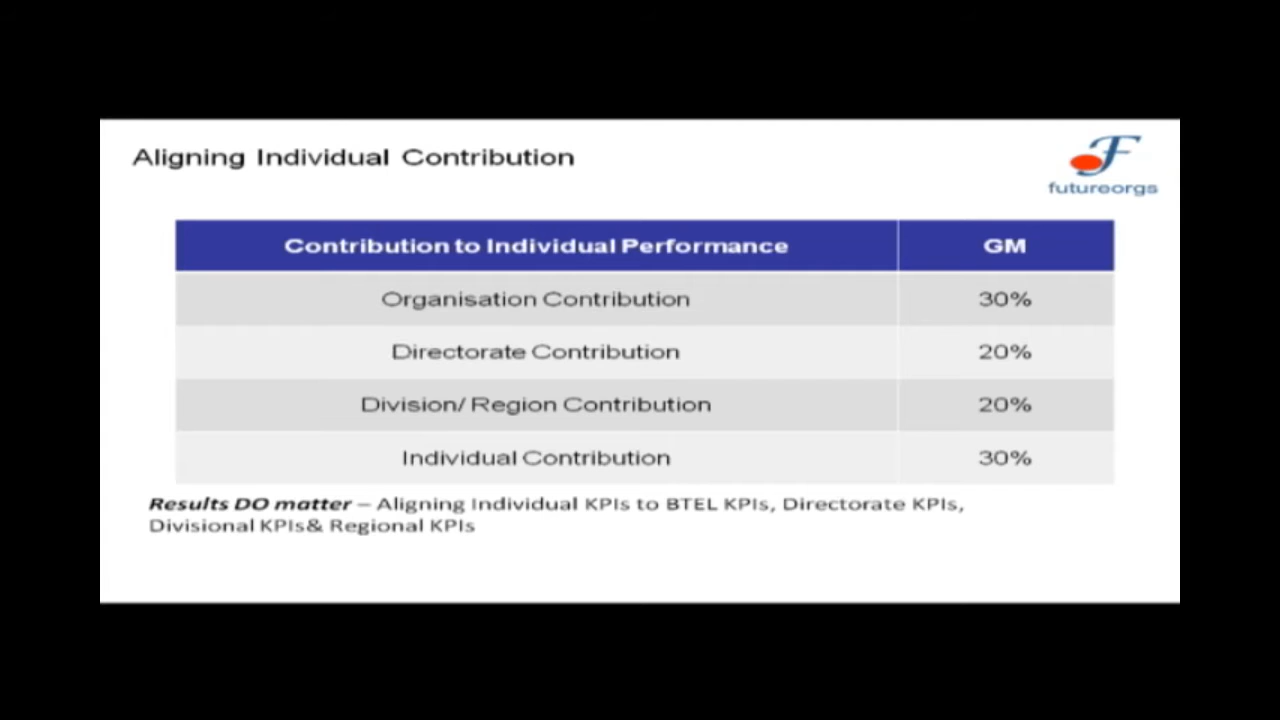 Aligning Individual Contribution
futureorgs
Contribution to Individual Performance GM
Organisation Contribution 30%
Directorate Contribution 20%
Division/ Region Contribution 20%
Individual Contribution 30%
Results DO matter – Aligning Individual KPIs to BTEL KPIs, Directorate KPIs,
Divisional KPIs& Regional KPIs